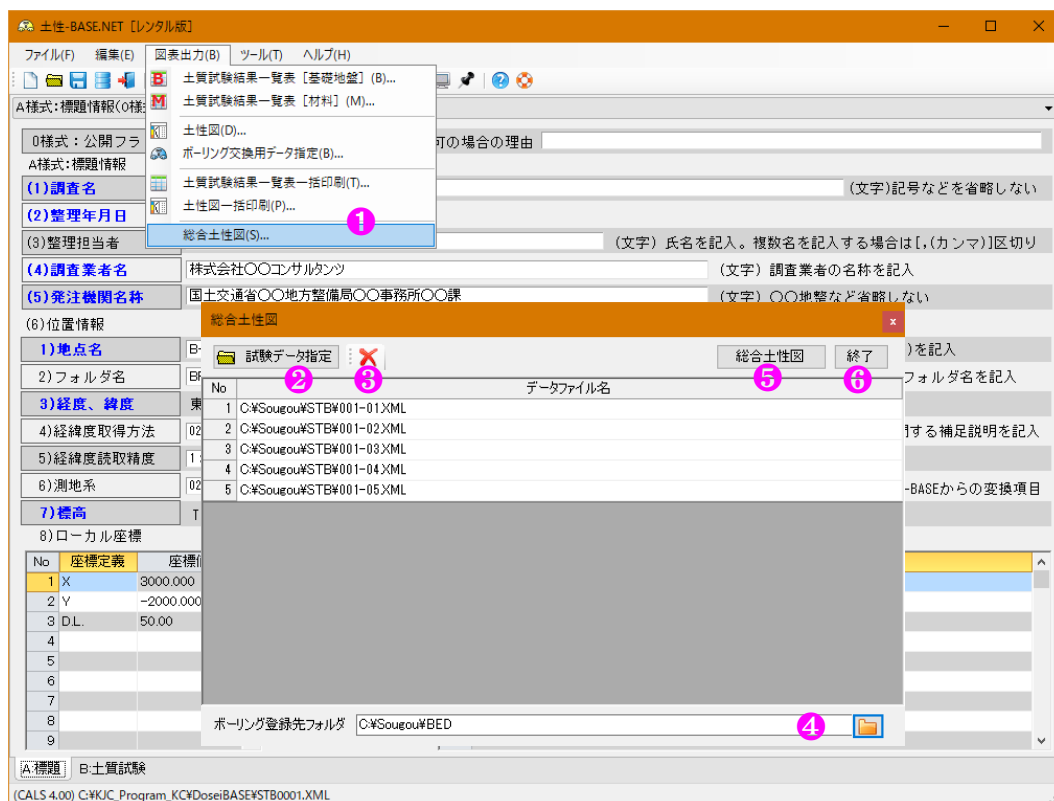 土性-BASE.NET [レンタル版]
ファイル(F) 編集(E) 図表出力(B) ツール(T) ヘルプ(H)
土質試験結果一覧表 [基礎地盤] (B)...
土質試験結果一覧表 [材料] (M)...
土性図(D)...
ボーリング交換用データ指定(B)...
土質試験結果一覧表一括印刷(T)...
土性図一括印刷(P)...
総合土性図(S)...
❶
A様式:標題情報(0様
0様式:公開フラ
可の場合の理由
A様式:標題情報
(1)調査名
(文字)記号などを省略しない
(2)整理年月日
(3)整理担当者
(文字) 氏名を記入。複数名を記入する場合は[,(カンマ)]区切り
(4)調査業者名 株式会社〇〇コンサルタンツ (文字) 調査業者の名称を記入
(5)発注機関名称 国土交通省〇〇地方整備局〇〇事務所〇〇課 (文字) 〇〇地整など省略しない
(6)位置情報
1)地点名 B-
)を記入
2)フォルダ名
フォルダ名を記入
3)経度、緯度 東
4)経緯度取得方法 02
する補足説明を記入
5)経緯度読取精度 1
6)測地系 02
-BASEからの変換項目
7)標高 T
8)ローカル座標
No 座標定義 座標
1 X 3000.000
2 Y -2000.000
3 D.L. 50.00
4
5
6
7
8
9
総合土性図 x
試験データ指定 総合土性図 終了
❷ ❸ ❺ ❻
No データファイル名
1 C:¥Sougou¥STB¥001-01.XML
2 C:¥Sougou¥STB¥001-02.XML
3 C:¥Sougou¥STB¥001-03.XML
4 C:¥Sougou¥STB¥001-04.XML
5 C:¥Sougou¥STB¥001-05.XML
ボーリング登録先フォルダ C:¥Sougou¥BED ❹
A:標題 B:土質試験
(CALS 4.00) C:¥KJC_Program_KC¥DoseiBASE¥STB0001.XML